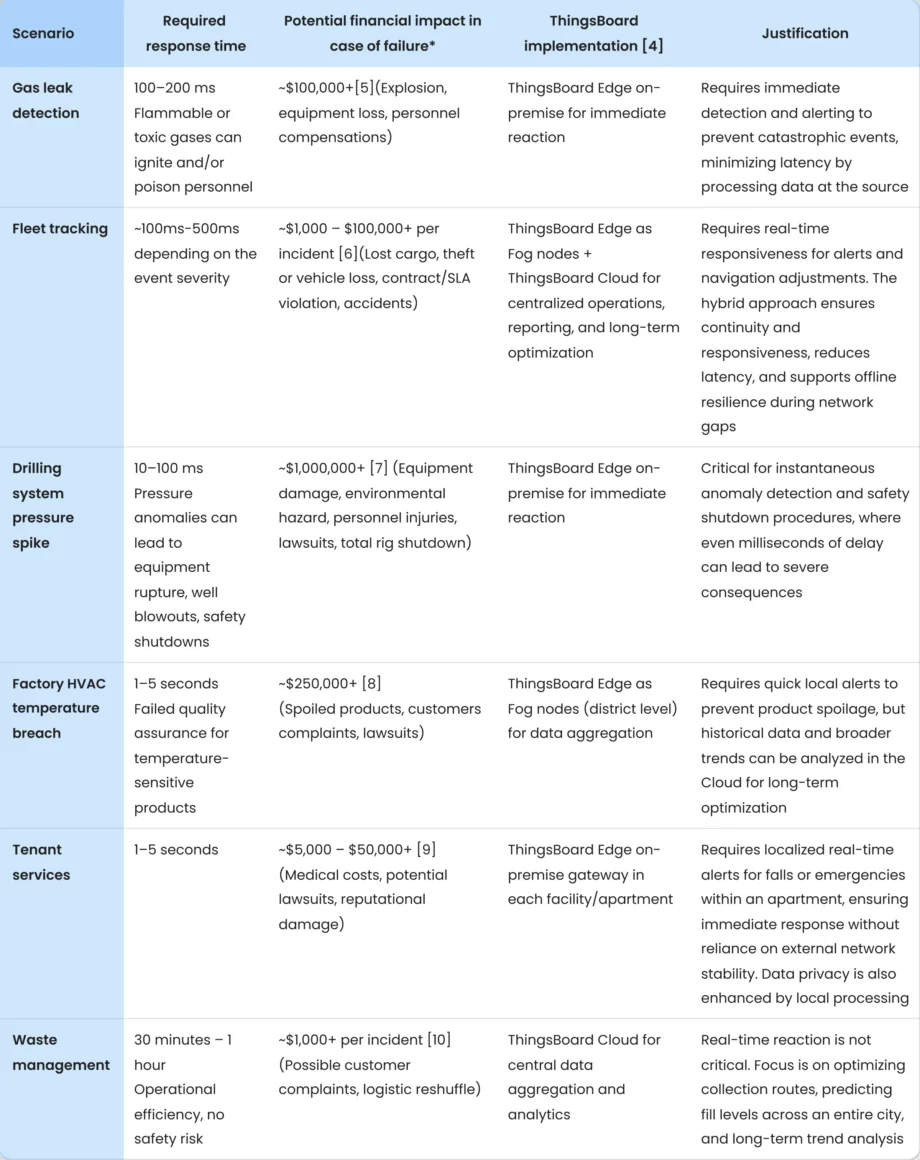 Scenario
Required
response time
Potential financial impact in
case of failure*
ThingsBoard
implementation [4]
Justification
Gas leak
detection
100–200 ms
Flammable or
toxic gases can
ignite and/or
poison personnel
~$100,000+[5](Explosion,
equipment loss, personnel
compensations)
ThingsBoard Edge on-
premise for immediate
reaction
Requires immediate
detection and alerting to
prevent catastrophic events,
minimizing latency by
processing data at the source
Fleet tracking
~100ms-500ms
depending on the
event severity
~$1,000 – $100,000+ per
incident [6](Lost cargo, theft
or vehicle loss, contract/SLA
violation, accidents)
ThingsBoard Edge as
Fog nodes +
ThingsBoard Cloud for
centralized operations,
reporting, and long-term
optimization
Requires real-time
responsiveness for alerts and
navigation adjustments. The
hybrid approach ensures
continuity and
responsiveness, reduces
latency, and supports offline
resilience during network
gaps
Drilling
system
pressure
spike
10–100 ms
Pressure
anomalies can
lead to
equipment
rupture, well
blowouts, safety
shutdowns
~$1,000,000+ [7] (Equipment
damage, environmental
hazard, personnel injuries,
lawsuits, total rig shutdown)
ThingsBoard Edge on-
premise for immediate
reaction
Critical for instantaneous
anomaly detection and safety
shutdown procedures, where
even milliseconds of delay
can lead to severe
consequences
Factory HVAC
temperature
breach
1–5 seconds
Failed quality
assurance for
temperature-
sensitive
products
~$250,000+ [8]
(Spoiled products, customers
complaints, lawsuits)
ThingsBoard Edge as
Fog nodes (district level)
for data aggregation
Requires quick local alerts to
prevent product spoilage, but
historical data and broader
trends can be analyzed in the
Cloud for long-term
optimization
Tenant
services
1–5 seconds
~$5,000 – $50,000+ [9]
(Medical costs, potential
lawsuits, reputational
damage)
ThingsBoard Edge on-
premise gateway in
each facility/apartment
Requires localized real-time
alerts for falls or emergencies
within an apartment, ensuring
immediate response without
reliance on external network
stability. Data privacy is also
enhanced by local processing
Waste
management
30 minutes – 1
hour
Operational
efficiency, no
safety risk
~$1,000+ per incident [10]
(Possible customer
complaints, logistic reshuffle)
ThingsBoard Cloud for
central data
aggregation and
analytics
Real-time reaction is not
critical. Focus is on optimizing
collection routes, predicting
fill levels across an entire city,
and long-term trend analysis